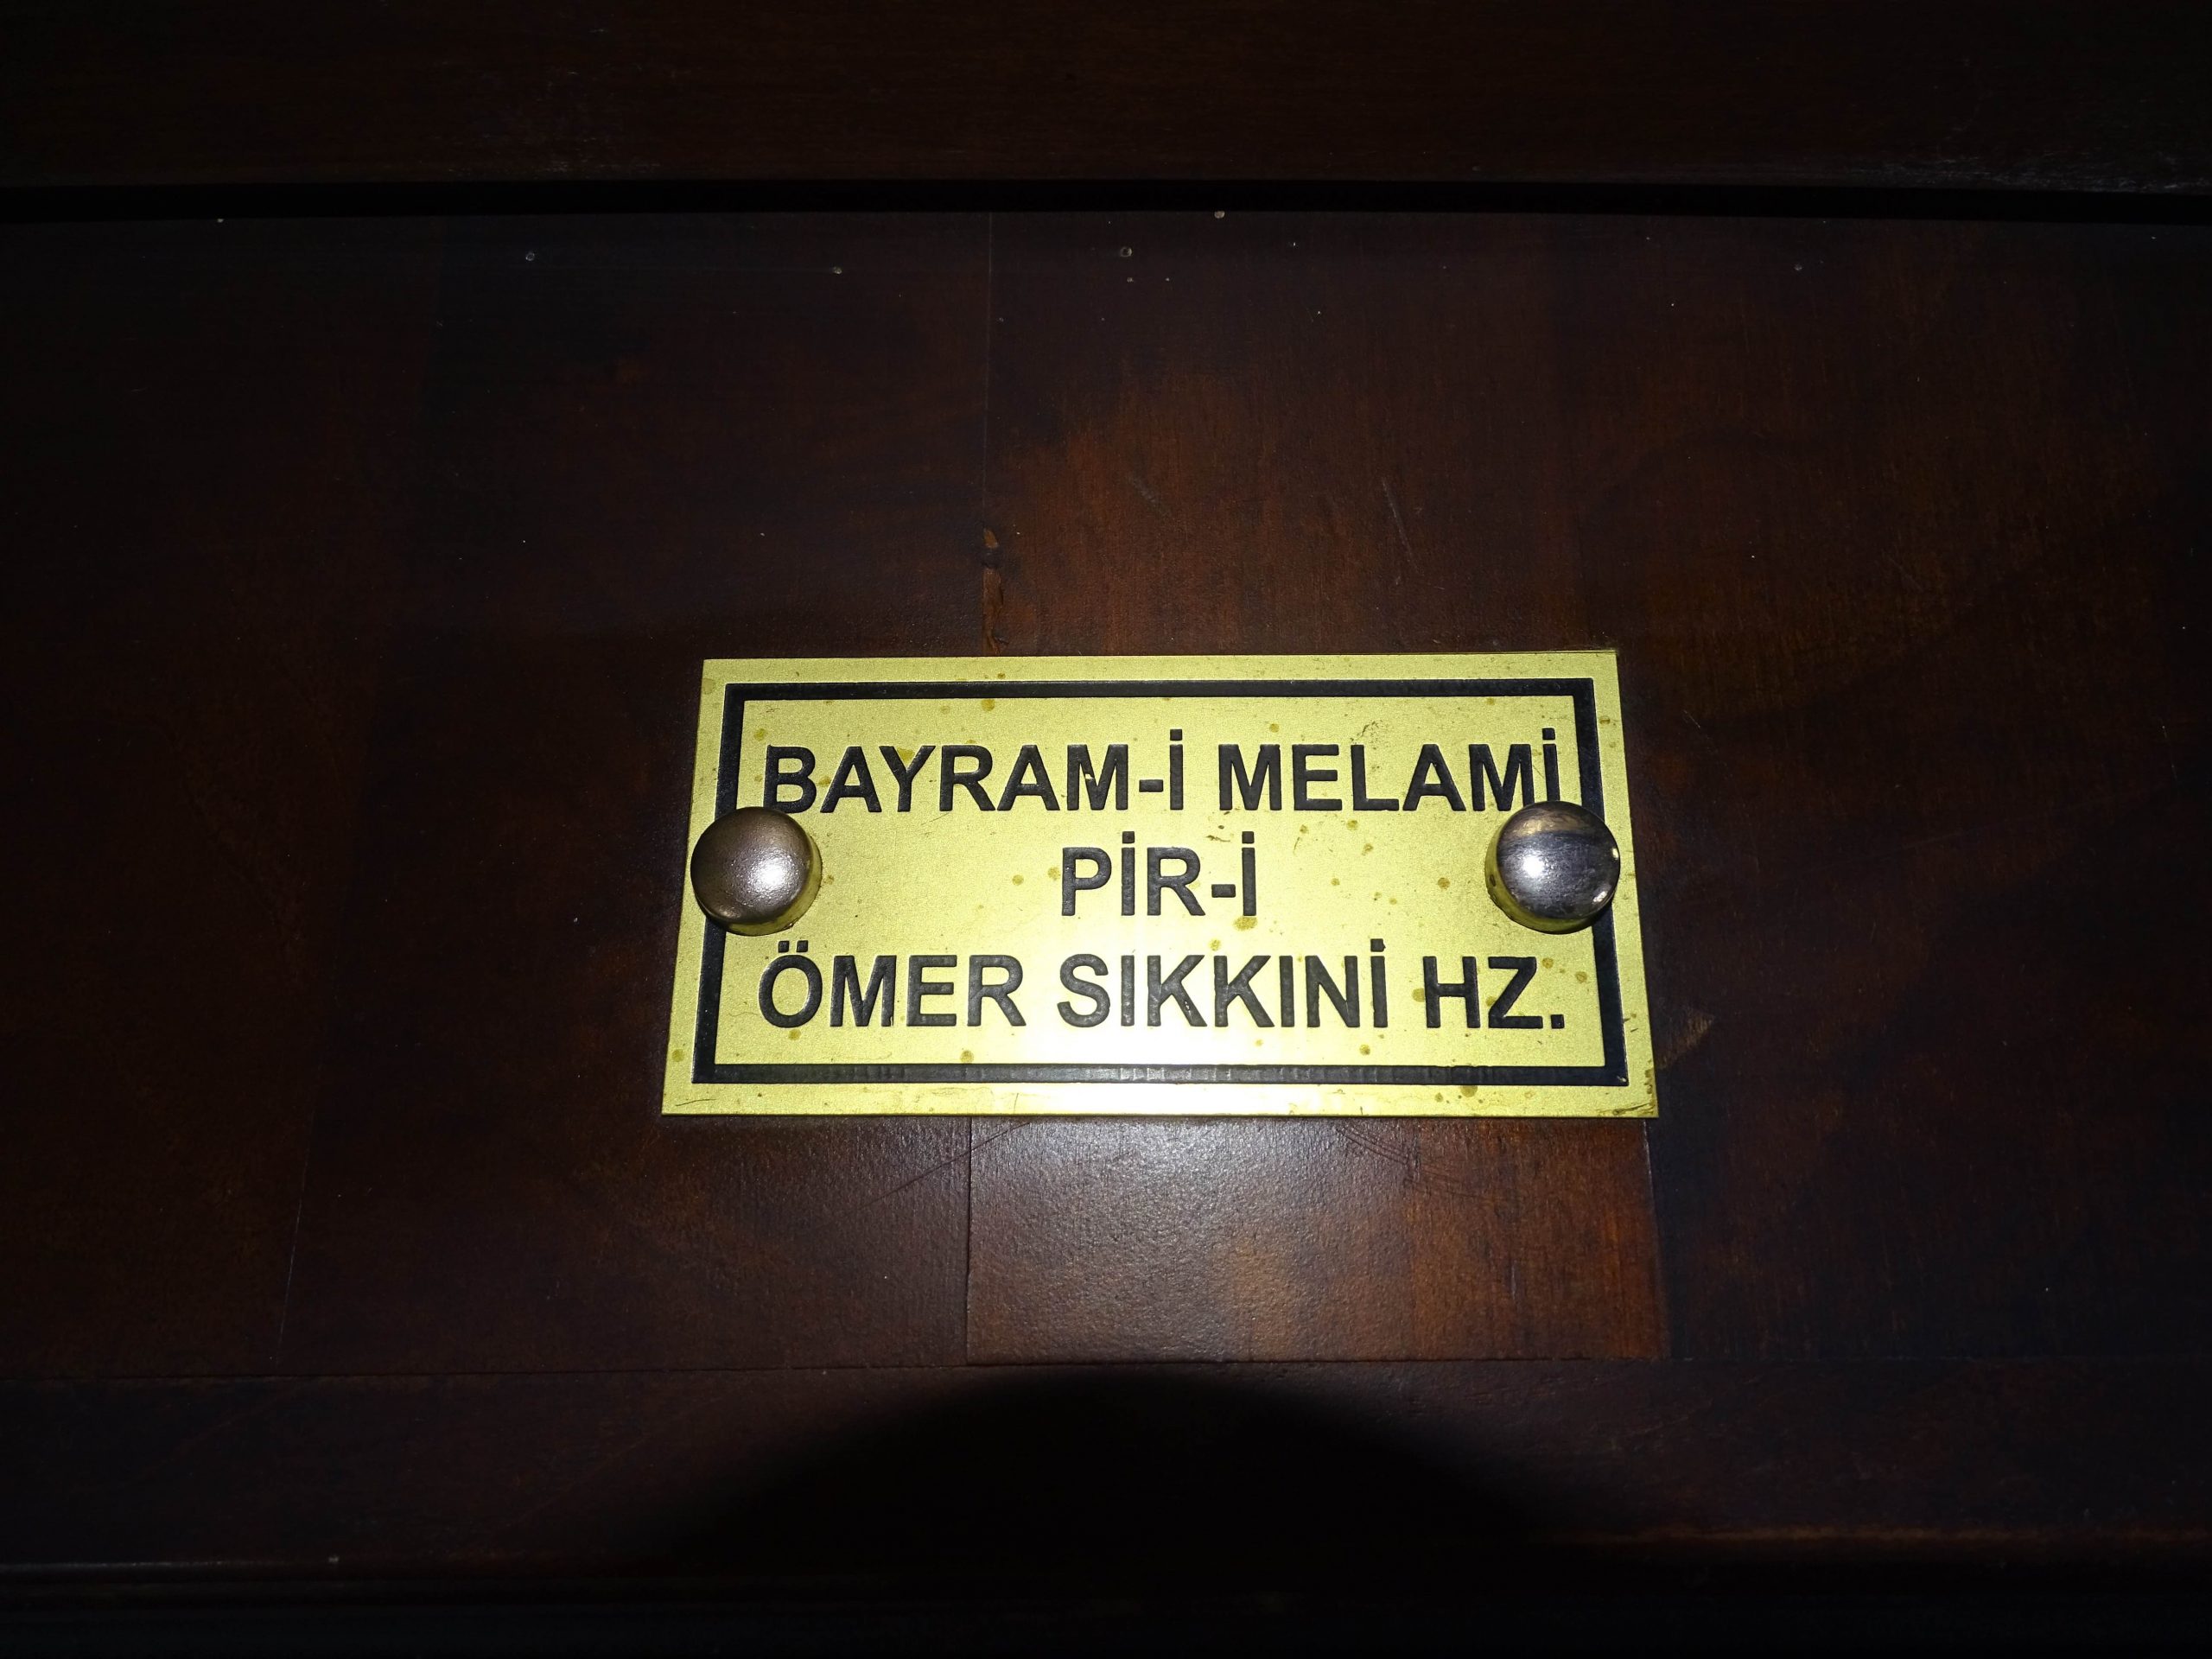 BAYRAM-İ MELAMİ
PİR-İ
ÖMER SIKKINİ HZ.